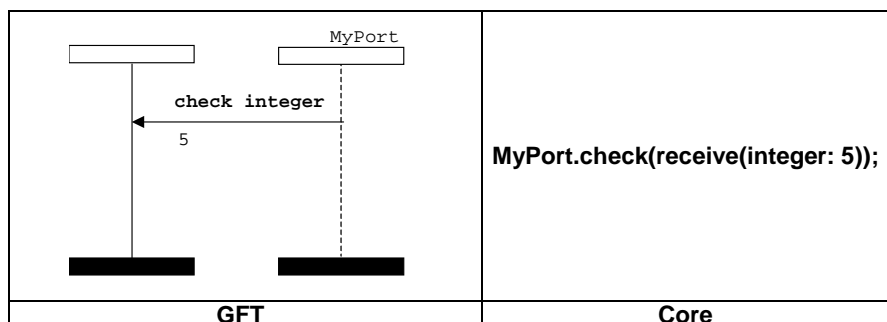 MyPort
check integer
5
MyPort.check(receive(integer: 5));
GFT
Core